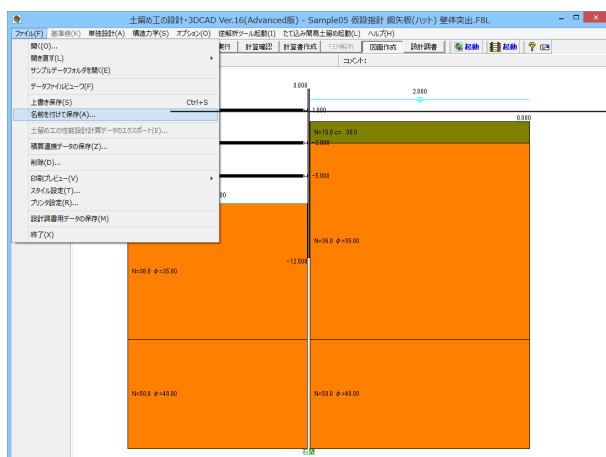 土留め工の設計・3DCAD Ver.16(Advanced版) - Sample05 仮設指針 鋼矢板(ハット) 壁体突出.F8L
ファイル(F) 基準値(K) 単独設計(A) 構造力学(S) オプション(O) 逆解析ツール起動(I) たて込み簡易土留め起動(L) ヘルプ(H)
実行 計算確認 計算書作成 FEM解析 図面作成 設計調書 起動 起動
コメント:
開く(O)...
開き直す(L)
サンプルデータフォルダを開く(E)
データファイルビューワ(F)
上書き保存(S) Ctrl+S
名前を付けて保存(A)...
土留め工の性能設計計算データのエクスポート(E)...
積算連携データの保存(Z)...
削除(D)...
印刷プレビュー(V)
スタイル設定(T)...
プリンタ設定(R)...
設計調書用データの保存(M)
終了(X)
3.000
2.000
-1.000
0.000
N=15.0 c= 30.0
-2.000
-5.000
00
N=36.0 φ=35.00
-12.500
N=36.0 φ=35.00
N=50.0 φ=40.00
N=50.0 φ=40.00
右壁